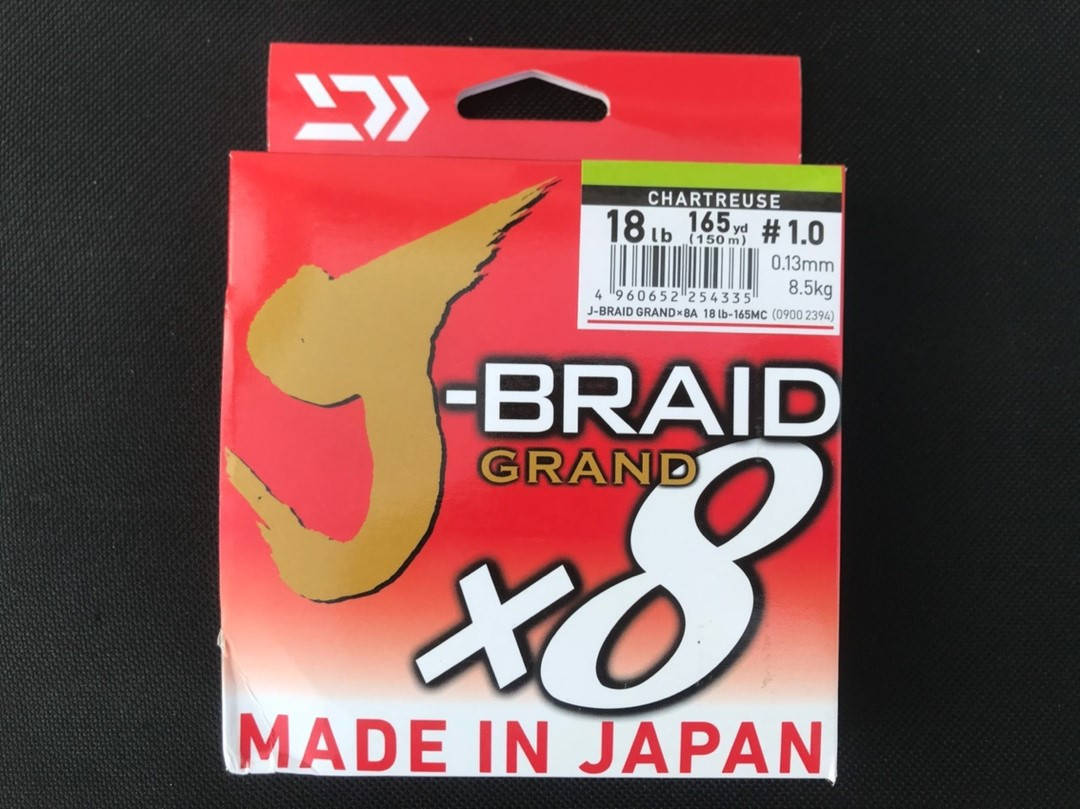 CHARTREUSE
18 lb 165 yd (150 m) #1.0
0.13mm
8.5kg
4 960652 254335
J-BRAID GRAND×8A 18 lb-165MC (0900 2394)
J-BRAID
GRAND
×8
MADE IN JAPAN